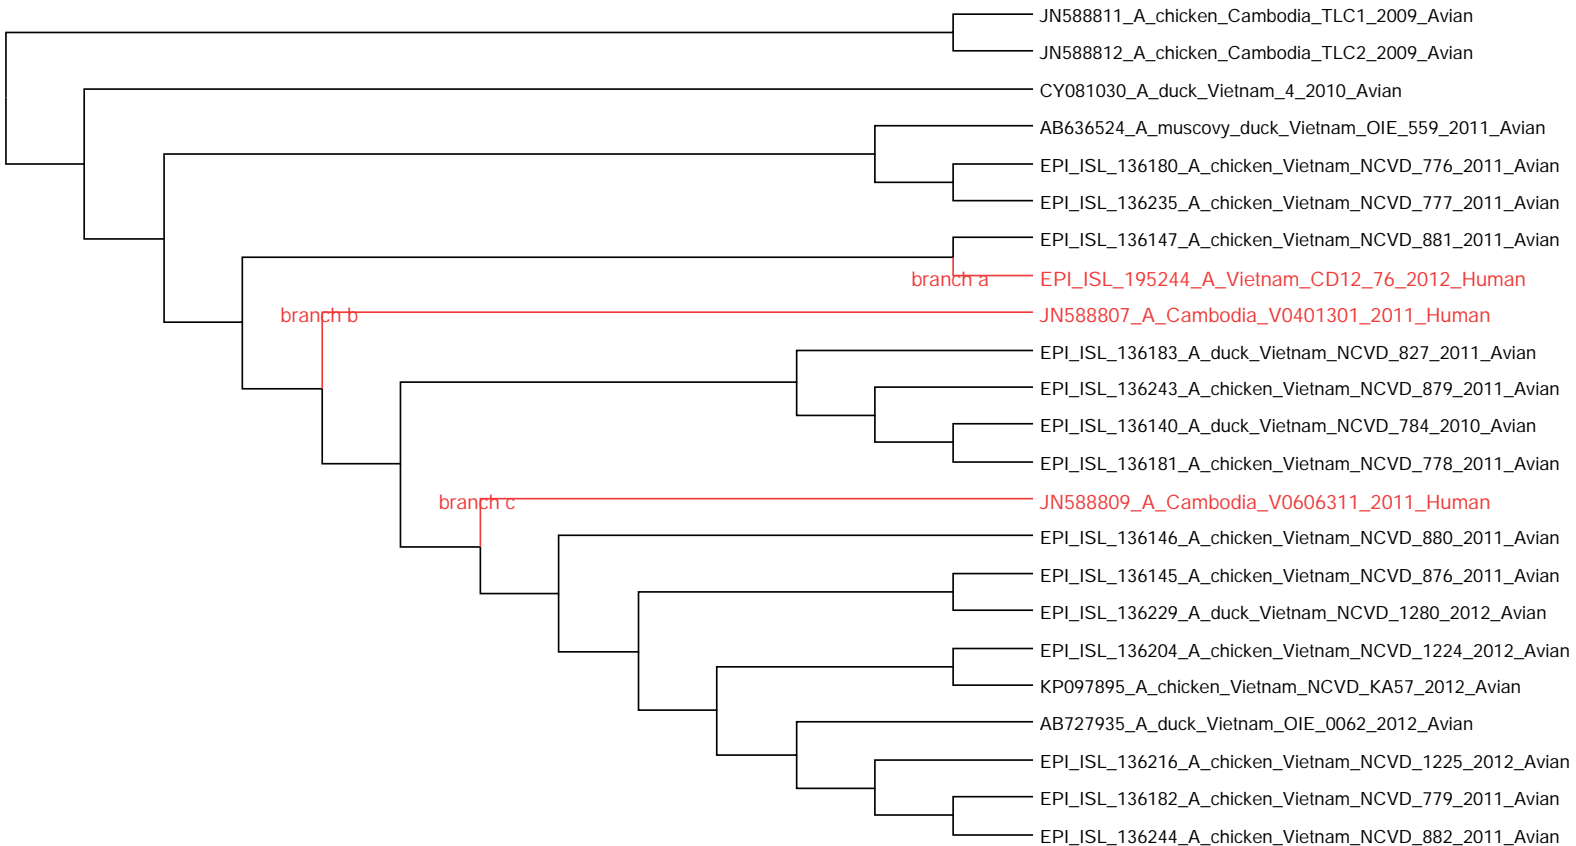 JN588811_A_chicken_Cambodia_TLC1_2009_Avian
JN588812_A_chicken_Cambodia_TLC2_2009_Avian
CY081030_A_duck_Vietnam_4_2010_Avian
AB636524_A_muscovy_duck_Vietnam_OIE_559_2011_Avian
EPI_ISL_136180_A_chicken_Vietnam_NCVD_776_2011_Avian
EPI_ISL_136235_A_chicken_Vietnam_NCVD_777_2011_Avian
EPI_ISL_136147_A_chicken_Vietnam_NCVD_881_2011_Avian
branch a EPI_ISL_195244_A_Vietnam_CD12_76_2012_Human
branch b JN588807_A_Cambodia_V0401301_2011_Human
EPI_ISL_136183_A_duck_Vietnam_NCVD_827_2011_Avian
EPI_ISL_136243_A_chicken_Vietnam_NCVD_879_2011_Avian
EPI_ISL_136140_A_duck_Vietnam_NCVD_784_2010_Avian
EPI_ISL_136181_A_chicken_Vietnam_NCVD_778_2011_Avian
branch c JN588809_A_Cambodia_V0606311_2011_Human
EPI_ISL_136146_A_chicken_Vietnam_NCVD_880_2011_Avian
EPI_ISL_136145_A_chicken_Vietnam_NCVD_876_2011_Avian
EPI_ISL_136229_A_duck_Vietnam_NCVD_1280_2012_Avian
EPI_ISL_136204_A_chicken_Vietnam_NCVD_1224_2012_Avian
KP097895_A_chicken_Vietnam_NCVD_KA57_2012_Avian
AB727935_A_duck_Vietnam_OIE_0062_2012_Avian
EPI_ISL_136216_A_chicken_Vietnam_NCVD_1225_2012_Avian
EPI_ISL_136182_A_chicken_Vietnam_NCVD_779_2011_Avian
EPI_ISL_136244_A_chicken_Vietnam_NCVD_882_2011_Avian